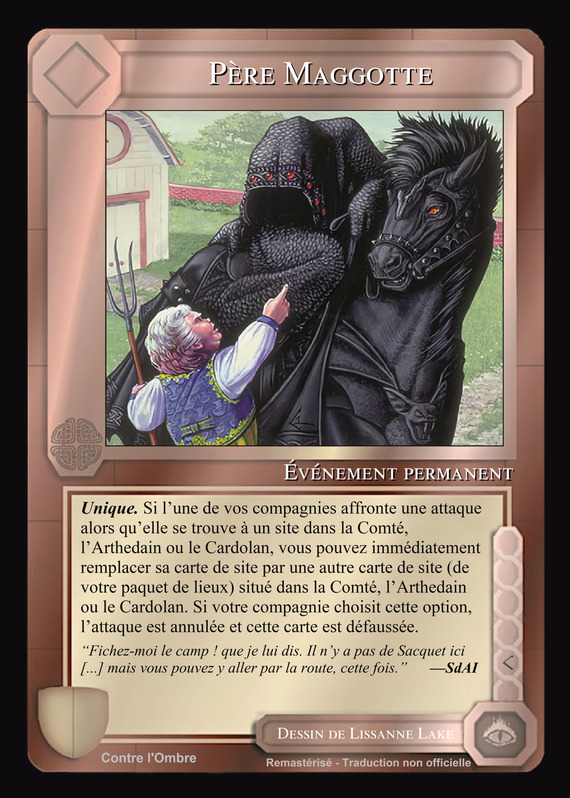 Père Maggotte
Événement permanent
Unique. Si l'une de vos compagnies affronte une attaque
alors qu'elle se trouve à un site dans la Comté,
l'Arthedain ou le Cardolan, vous pouvez immédiatement
remplacer sa carte de site par une autre carte de site (de
votre paquet de lieux) situé dans la Comté, l'Arthedain
ou le Cardolan. Si votre compagnie choisit cette option,
l'attaque est annulée et cette carte est défaussée.
“Fichez-moi le camp ! que je lui dis. Il n'y a pas de Sacquet ici
[...] mais vous pouvez y aller par la route, cette fois.” —SdAI
Dessin de Lissanne Lake
Contre l'Ombre
Remastérisé - Traduction non officielle